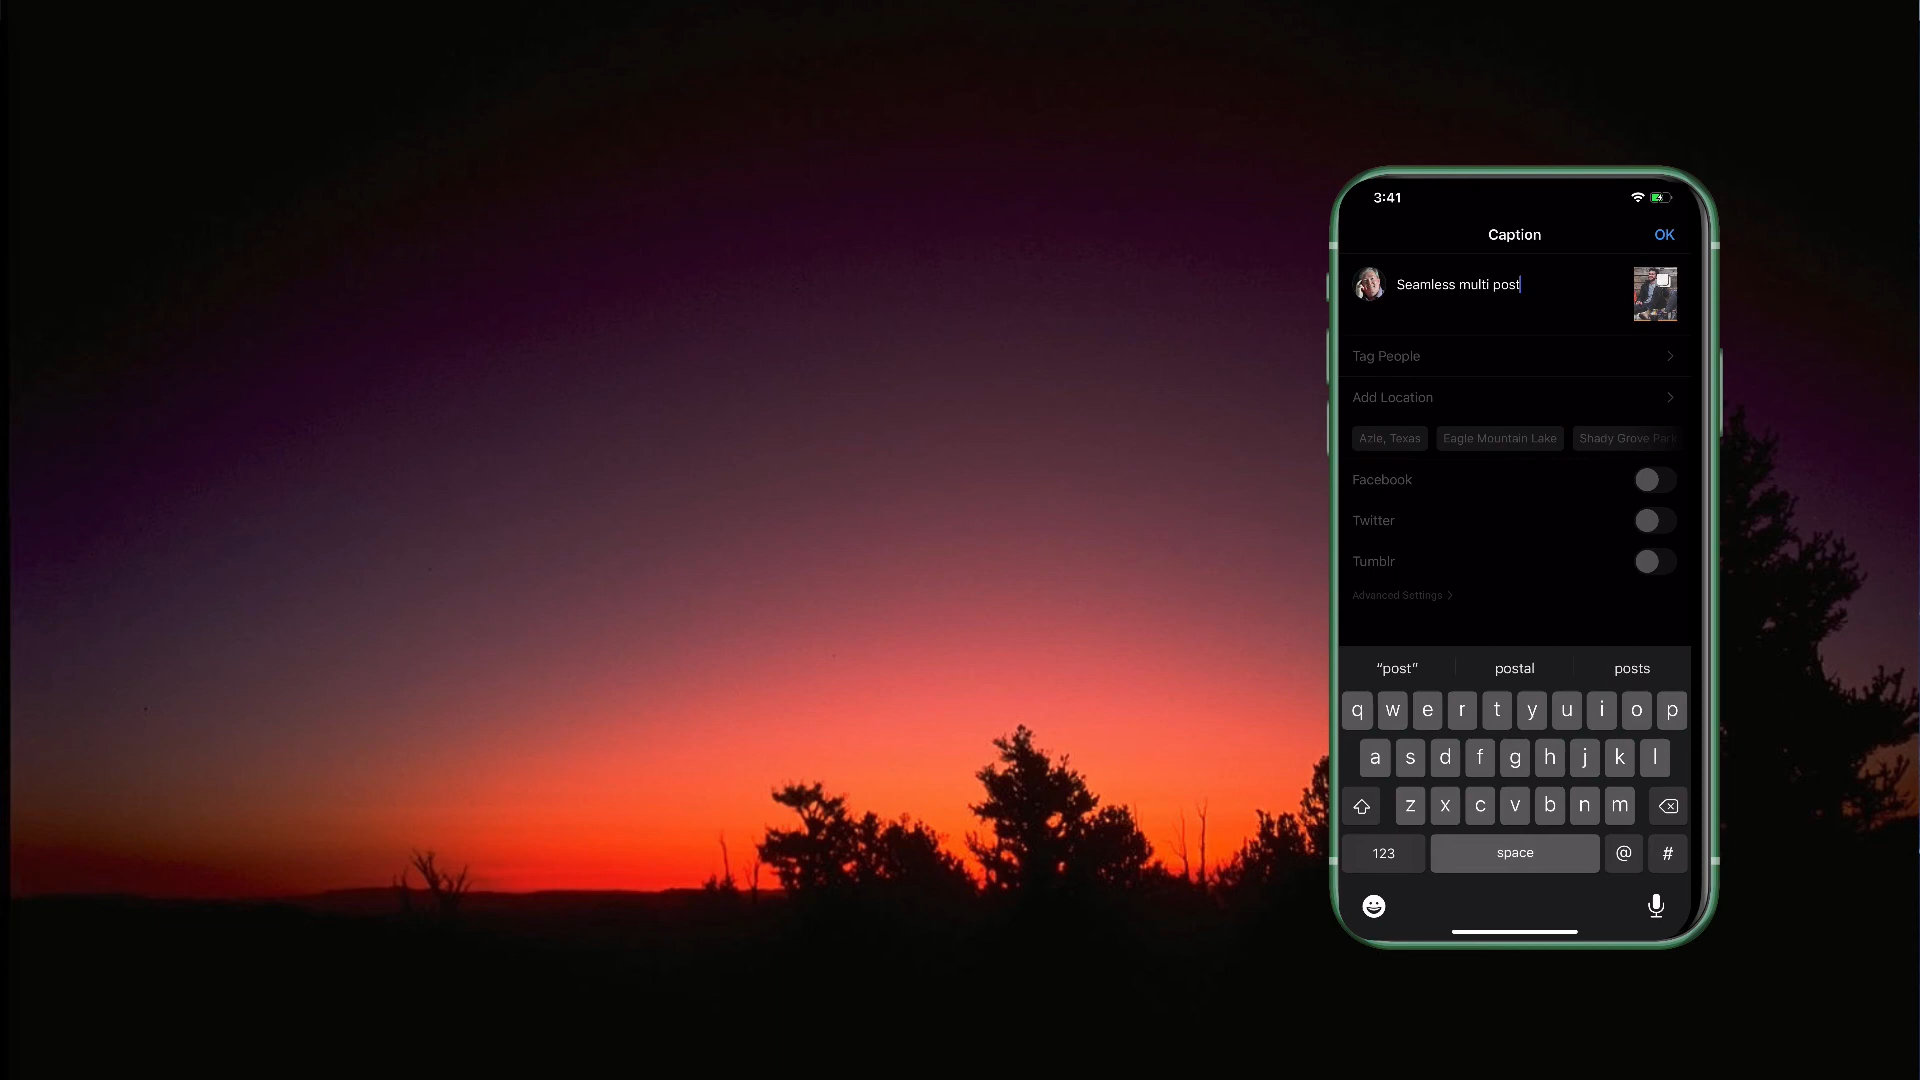 3:41
Caption
OK
Seamless multi post
Tag People
Add Location
Azle, Texas
Eagle Mountain Lake
Shady Grove Park
Facebook
Twitter
Tumblr
Advanced Settings
“post”
postal
posts
q w e r t y u i o p
a s d f g h j k l
z x c v b n m
123
space
@
#